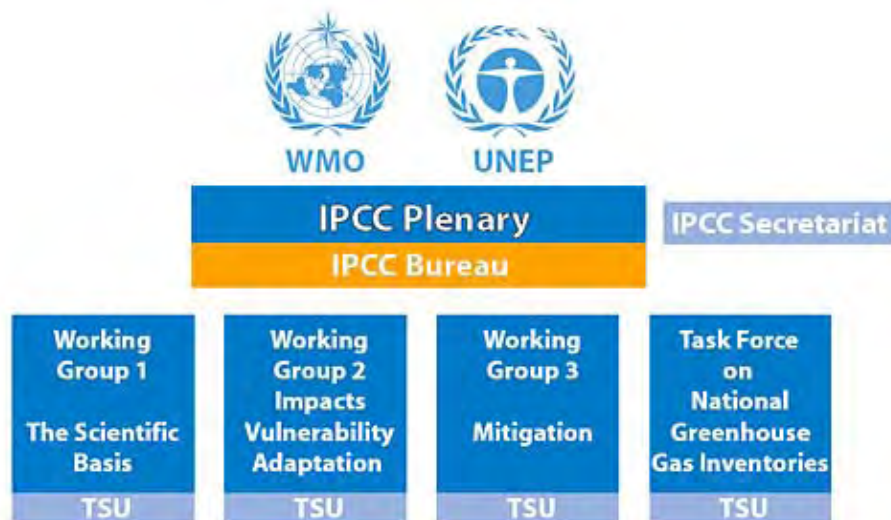 WMO
UNEP
IPCC Plenary
IPCC Secretariat
IPCC Bureau
Working
Group 1
The Scientific
Basis
TSU
Working
Group 2
Impacts
Vulnerability
Adaptation
TSU
Working
Group 3
Mitigation
TSU
Task Force
on
National
Greenhouse
Gas Inventories
TSU